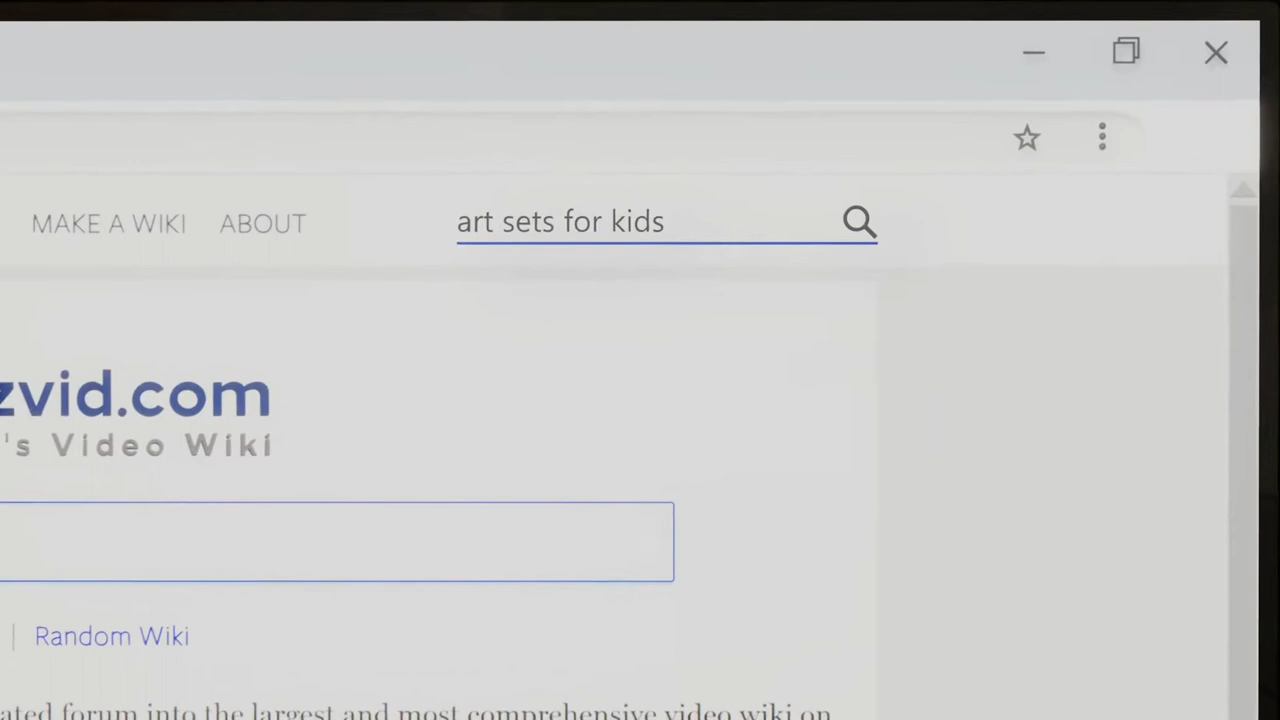 MAKE A WIKI ABOUT art sets for kids
zvid.com
's Video Wiki
Random Wiki
ated forum into the largest and most comprehensive video wiki on